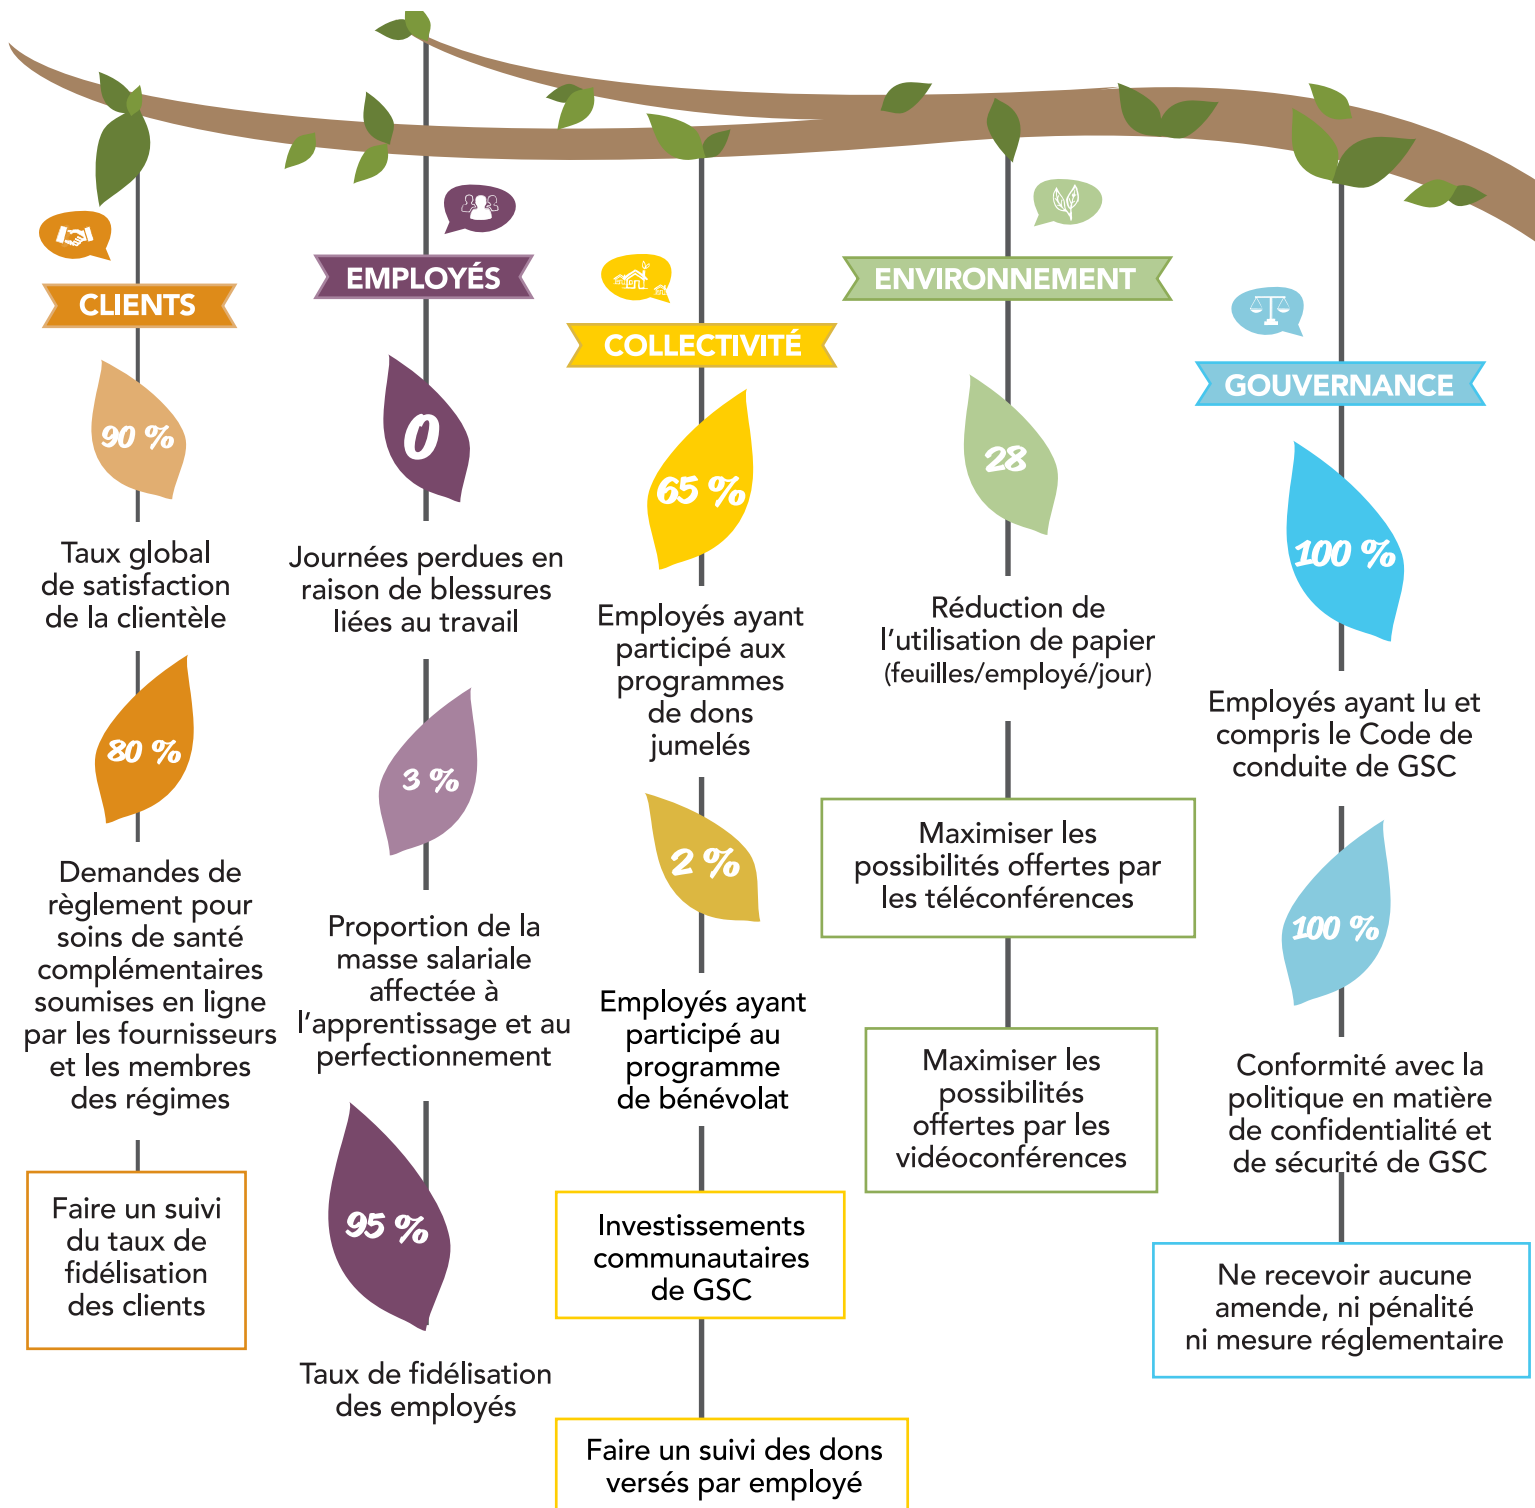 CLIENTS
90 %
Taux global
de satisfaction
de la clientèle
80 %
Demandes de
règlement pour
soins de santé
complémentaires
soumises en ligne
par les fournisseurs
et les membres
des régimes
Faire un suivi
du taux de
fidélisation
des clients
EMPLOYÉS
0
Journées perdues en
raison de blessures
liées au travail
3 %
Proportion de la
masse salariale
affectée à
l'apprentissage et au
perfectionnement
95 %
Taux de fidélisation
des employés
COLLECTIVITÉ
65 %
Employés ayant
participé aux
programmes
de dons
jumelés
2 %
Employés ayant
participé au
programme
de bénévolat
Investissements
communautaires
de GSC
Faire un suivi des dons
versés par employé
ENVIRONNEMENT
28
Réduction de
l'utilisation de papier
(feuilles/employé/jour)
Maximiser les
possibilités offertes par
les téléconférences
Maximiser les
possibilités
offertes par les
vidéoconférences
GOUVERNANCE
100 %
Employés ayant lu et
compris le Code de
conduite de GSC
100 %
Conformité avec la
politique en matière
de confidentialité et
de sécurité de GSC
Ne recevoir aucune
amende, ni pénalité
ni mesure réglementaire